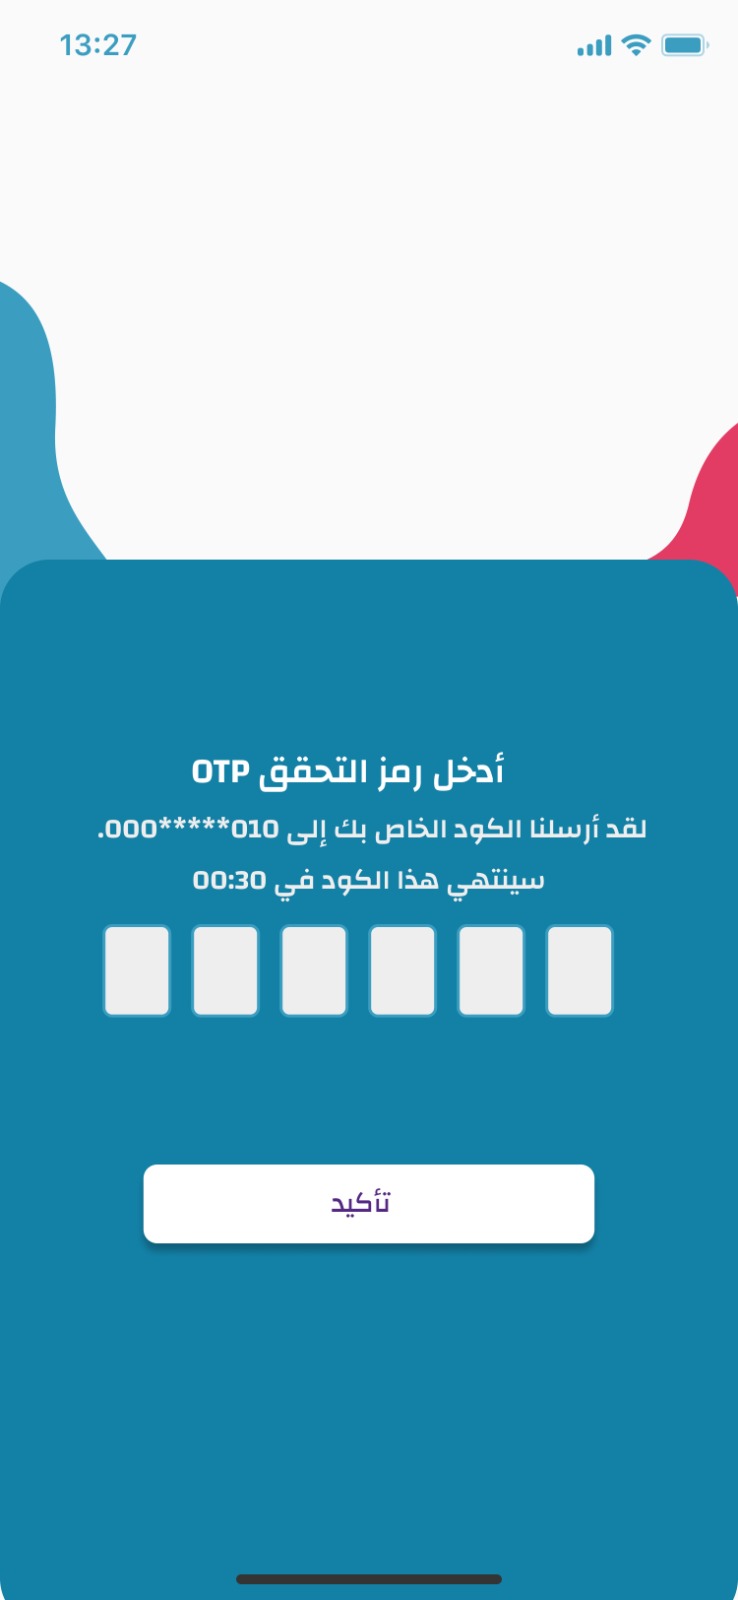 13:27
أدخل رمز التحقق OTP
لقد أرسلنا الكود الخاص بك إلى 010*****000.
سينتهي هذا الكود في 00:30
تأكيد